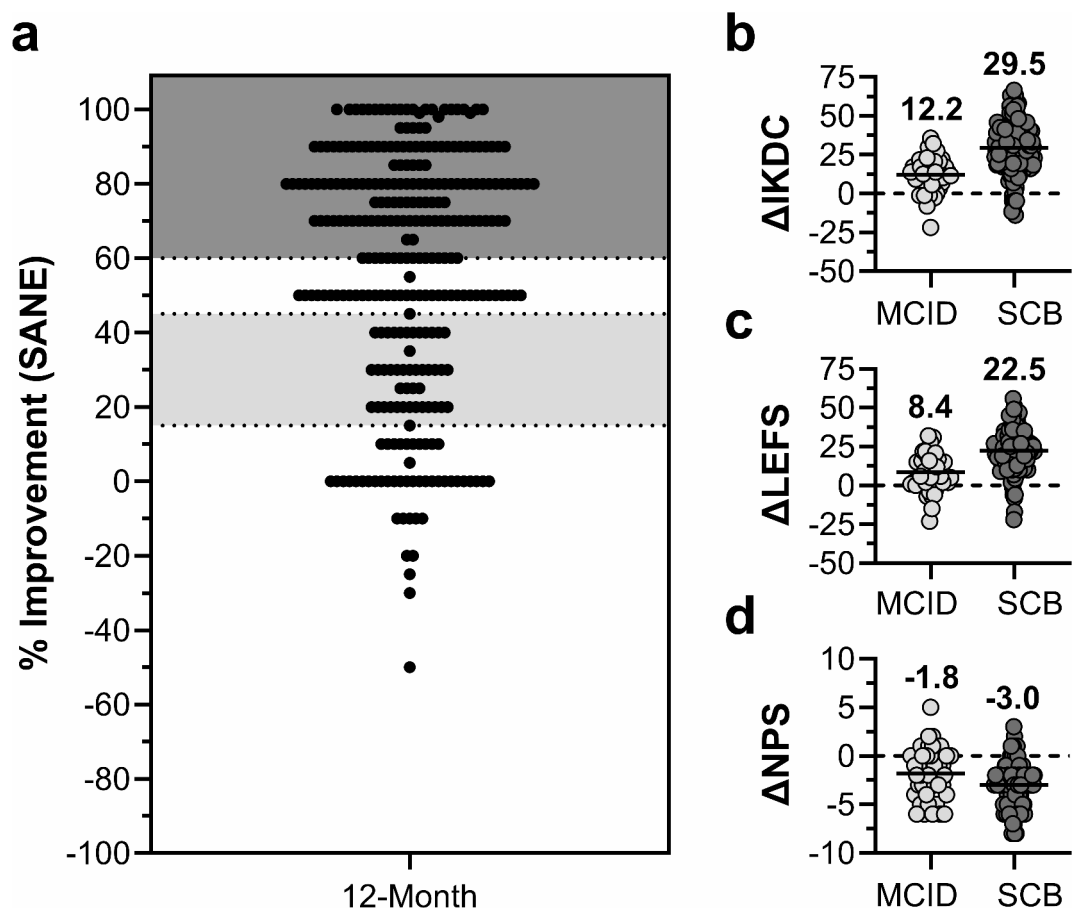 a
% Improvement (SANE)
100
80
60
40
20
0
-20
-40
-60
-80
-100
12-Month
b
ΔIKDC
75
50
25
0
-25
-50
12.2
29.5
MCID SCB
c
ΔLEFS
75
50
25
0
-25
-50
8.4
22.5
MCID SCB
d
ΔNPS
10
5
0
-5
-10
-1.8
-3.0
MCID SCB